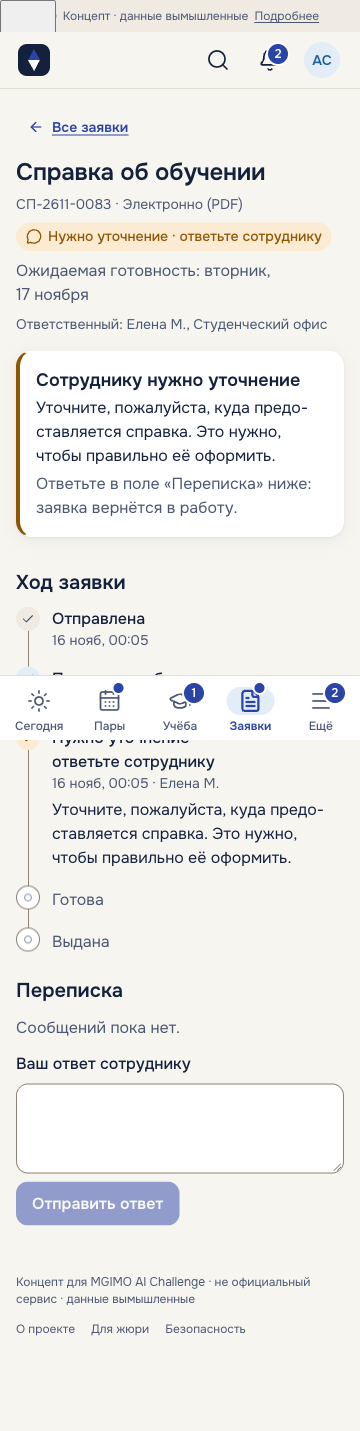 Концепт · данные вымышленные Подробнее
2
АС
Все заявки
Справка об обучении
СП-2611-0083 · Электронно (PDF)
Нужно уточнение · ответьте сотруднику
Ожидаемая готовность: вторник,
17 ноября
Ответственный: Елена М., Студенческий офис
Сотруднику нужно уточнение
Уточните, пожалуйста, куда предо-
ставляется справка. Это нужно,
чтобы правильно её оформить.
Ответьте в поле «Переписка» ниже:
заявка вернётся в работу.
Ход заявки
Отправлена
16 нояб, 00:05
1
2
Сегодня
Пары
Учёба
Заявки
Ещё
Нужно уточнение
ответьте сотруднику
16 нояб, 00:05 · Елена М.
Уточните, пожалуйста, куда предо-
ставляется справка. Это нужно,
чтобы правильно её оформить.
Готова
Выдана
Переписка
Сообщений пока нет.
Ваш ответ сотруднику
Отправить ответ
Концепт для MGIMO AI Challenge · не официальный
сервис · данные вымышленные
О проекте
Для жюри
Безопасность